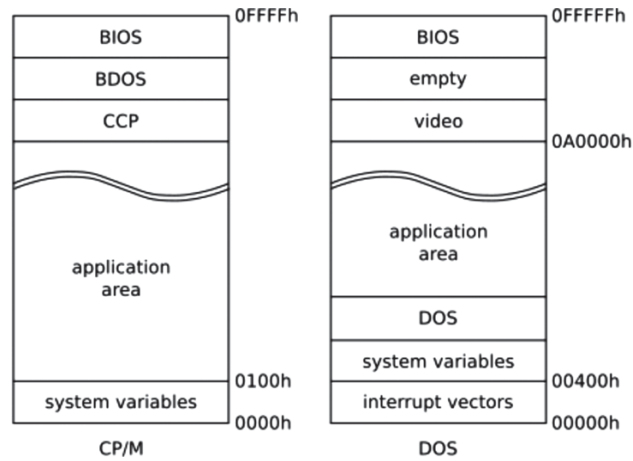 0FFFFh
BIOS
BDOS
CCP
application
area
0100h
system variables
0000h
CP/M
0FFFFFh
BIOS
empty
video
0A0000h
application
area
DOS
system variables
00400h
interrupt vectors
00000h
DOS